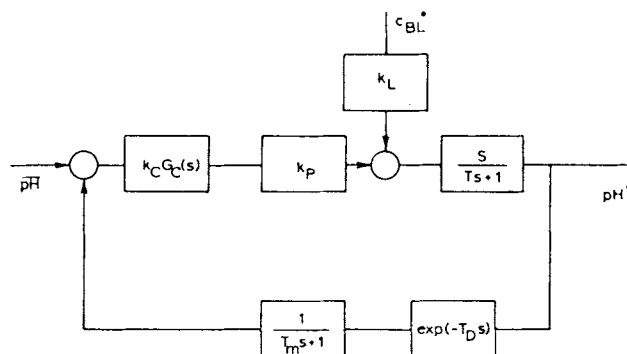 c_BL*
k_L
k_C G_C(s)
k_P
S
Ts+1
pH
pH'
1
T_m s+1
exp(-T_D s)